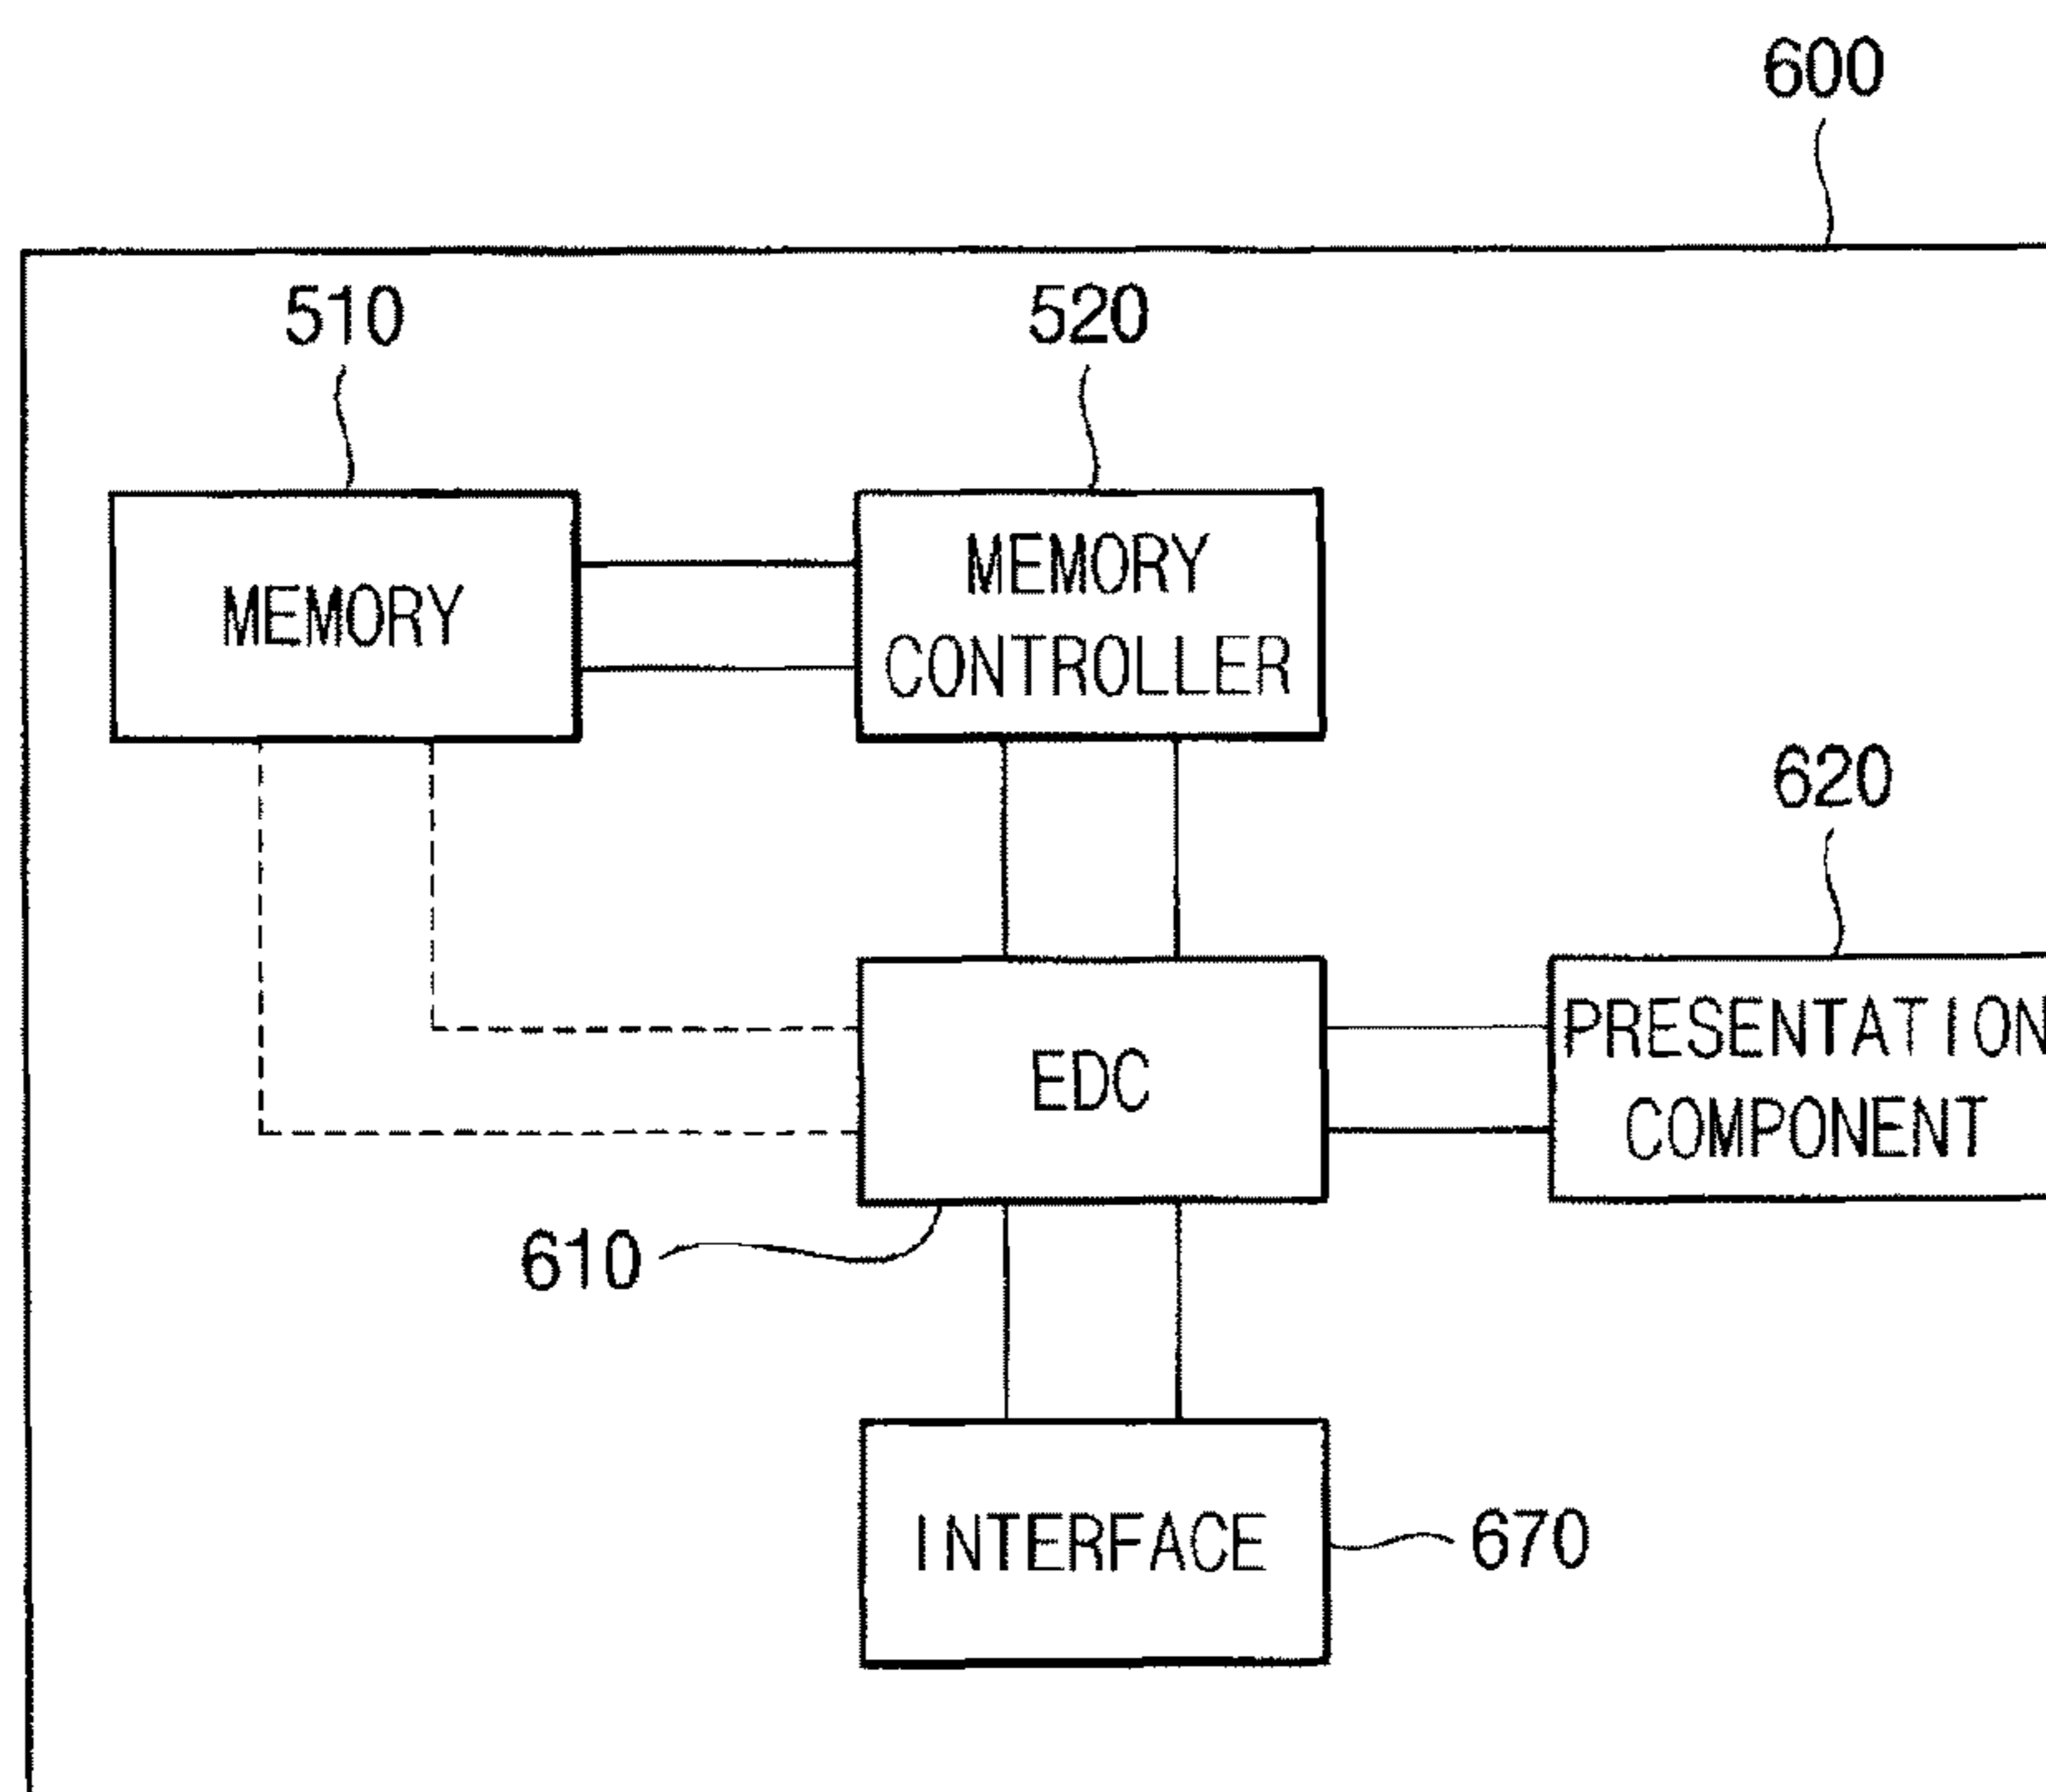 600
510
520
MEMORY
MEMORY
CONTROLLER
620
EDC
PRESENTATION
COMPONENT
610
INTERFACE
670